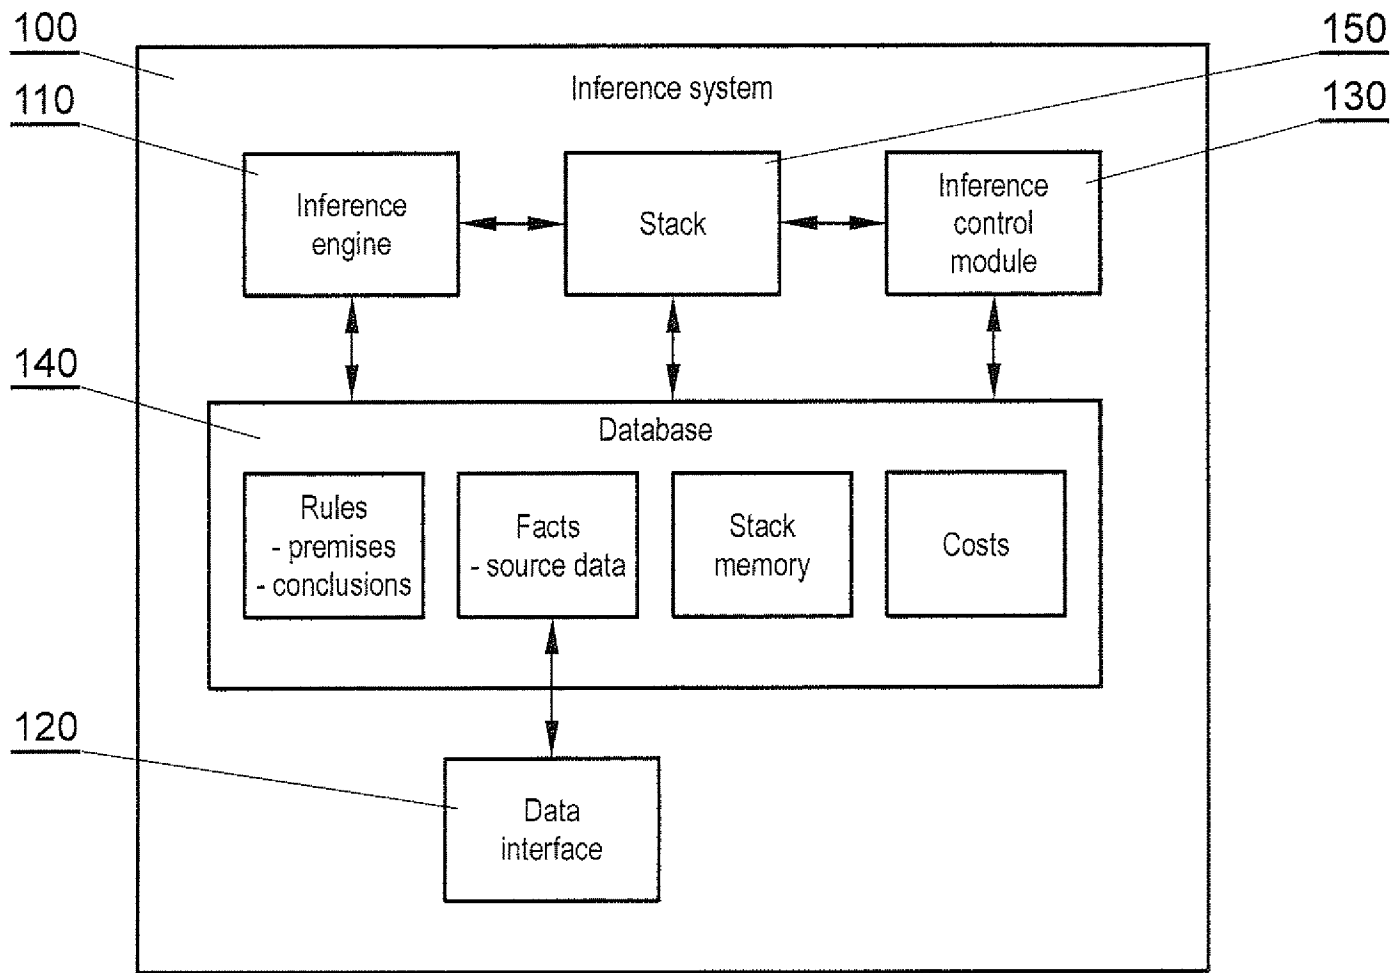 100
150
Inference system
110
130
Inference
engine
Stack
Inference
control
module
140
Database
Rules
- premises
- conclusions
Facts
- source data
Stack
memory
Costs
120
Data
interface